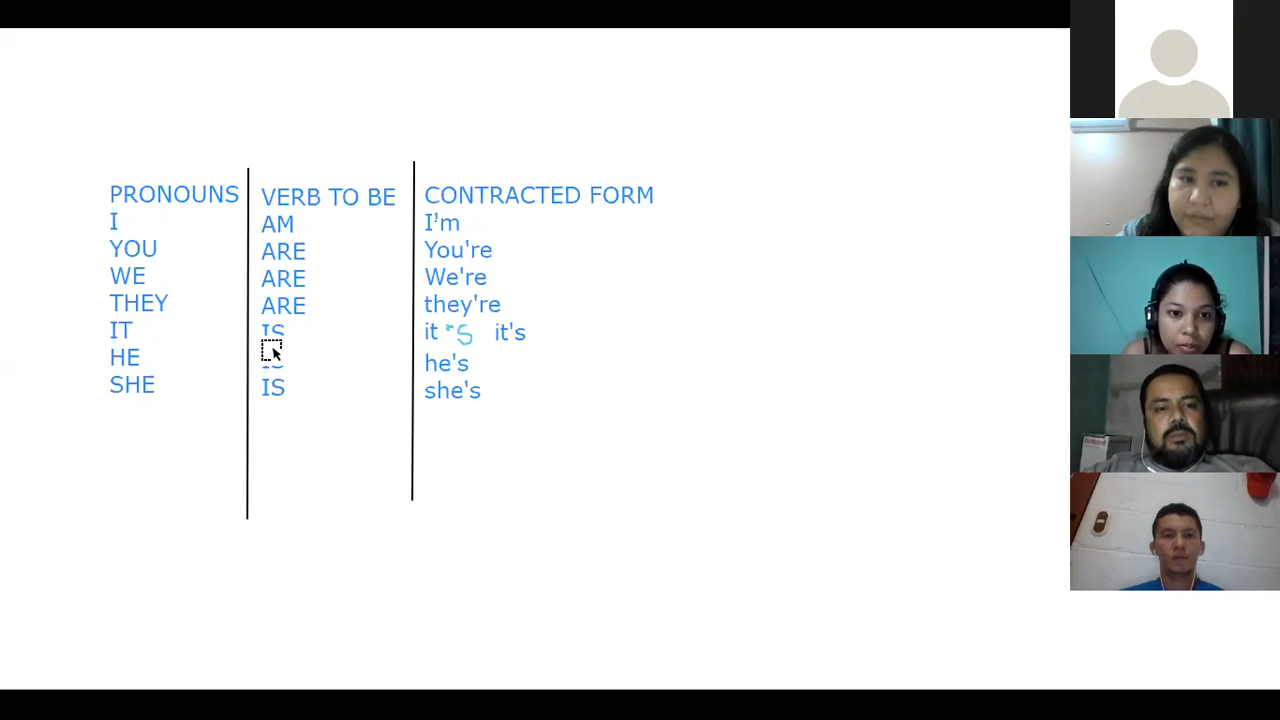 PRONOUNS VERB TO BE CONTRACTED FORM
I AM I'm
YOU ARE You're
WE ARE We're
THEY ARE they're
IT IS it 's it's
HE IS he's
SHE IS she's